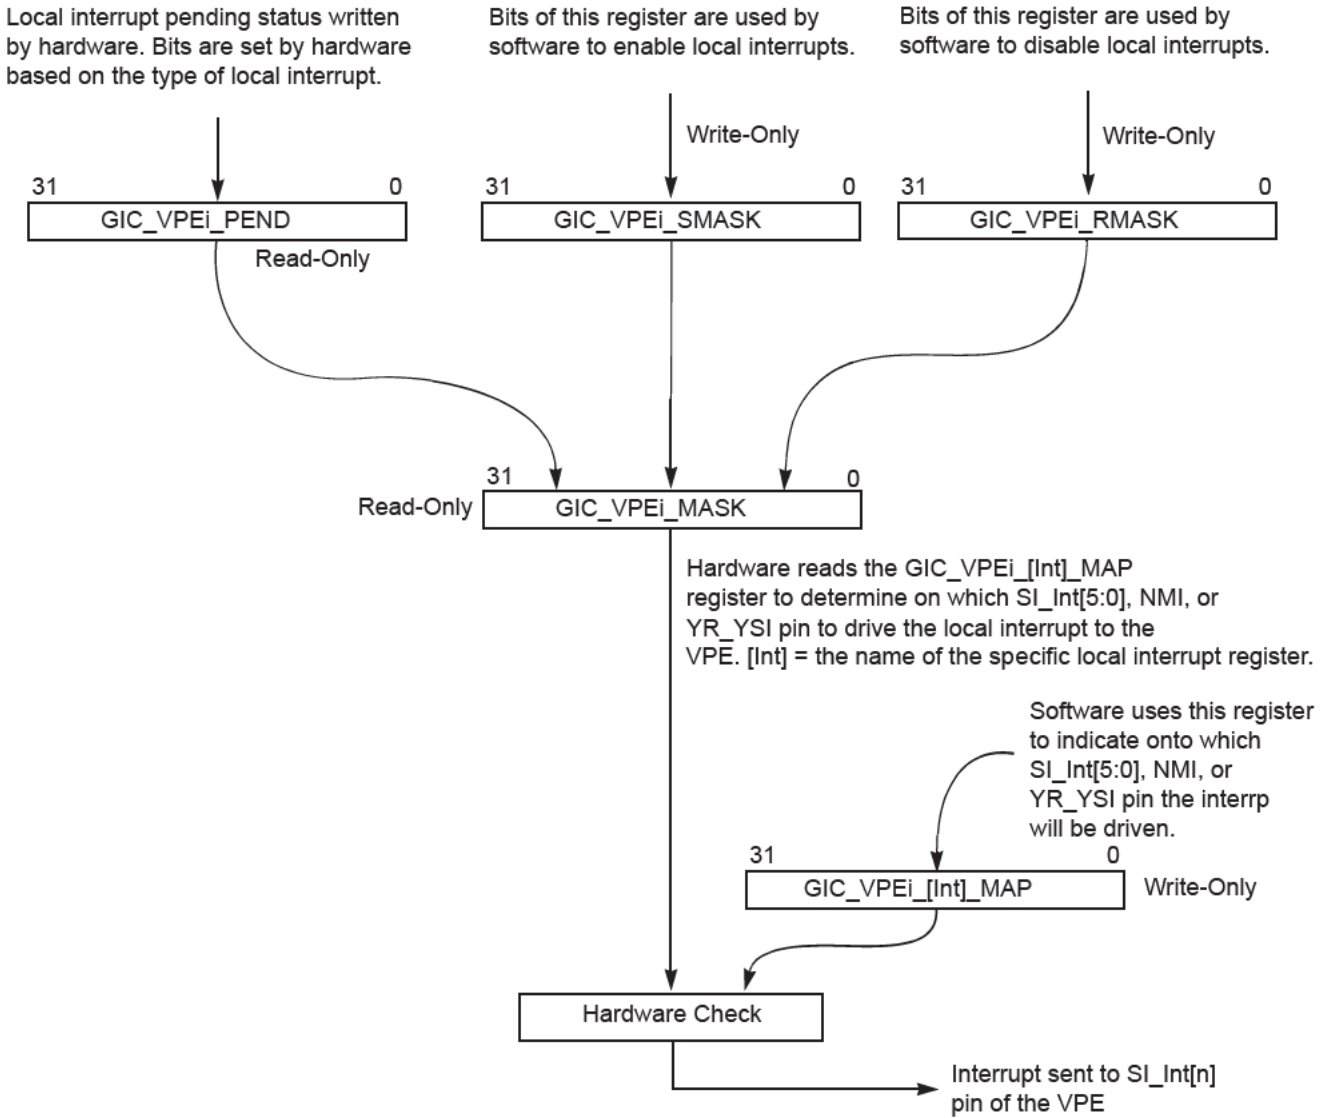 Local interrupt pending status written
by hardware. Bits are set by hardware
based on the type of local interrupt.
Bits of this register are used by
software to enable local interrupts.
Bits of this register are used by
software to disable local interrupts.
Write-Only
Write-Only
31
0
31
0
31
0
GIC_VPEi_PEND
GIC_VPEi_SMASK
GIC_VPEi_RMASK
Read-Only
31
0
Read-Only
GIC_VPEi_MASK
Hardware reads the GIC_VPEi_[Int]_MAP
register to determine on which SI_Int[5:0], NMI, or
YR_YSI pin to drive the local interrupt to the
VPE. [Int] = the name of the specific local interrupt register.
Software uses this register
to indicate onto which
SI_Int[5:0], NMI, or
YR_YSI pin the interrp
will be driven.
31
0
GIC_VPEi_[Int]_MAP
Write-Only
Hardware Check
Interrupt sent to SI_Int[n]
pin of the VPE